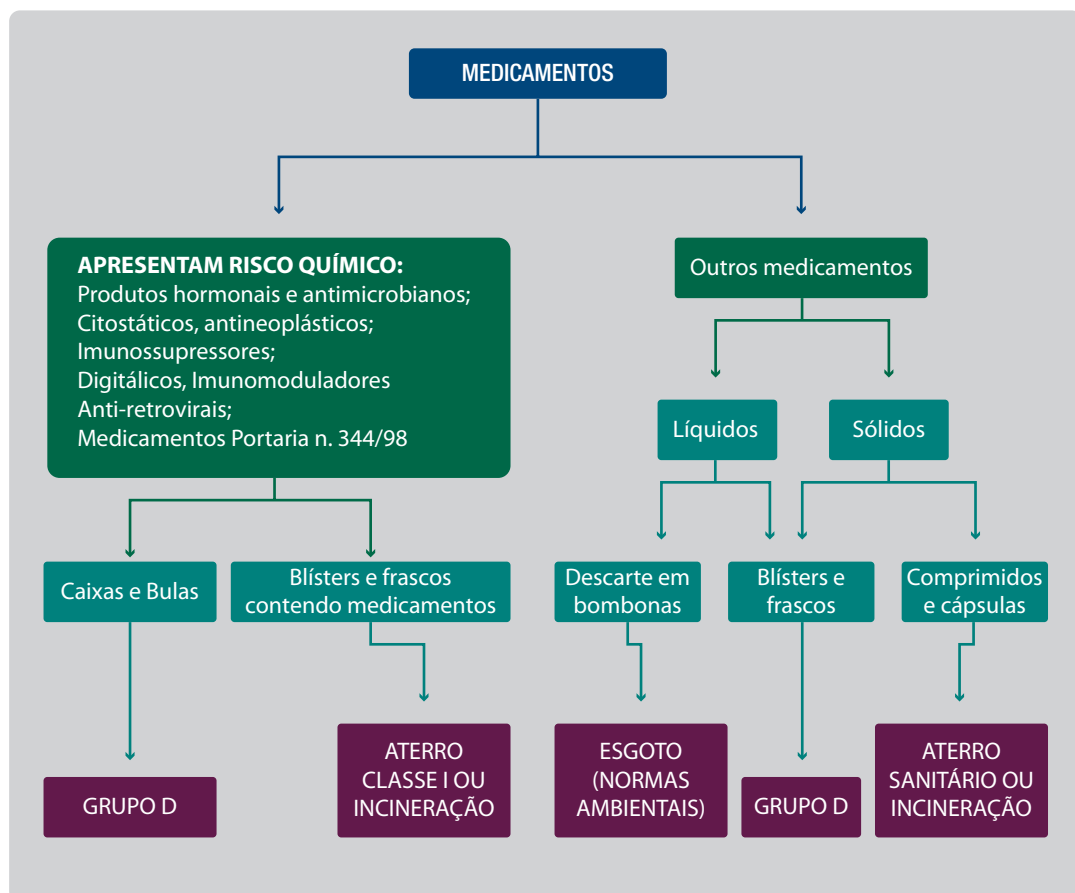 MEDICAMENTOS
APRESENTAM RISCO QUÍMICO:
Produtos hormonais e antimicrobianos;
Citostáticos, antineoplásticos;
Imunossupressores;
Digitálicos, Imunomoduladores
Anti-retrovirais;
Medicamentos Portaria n. 344/98
Outros medicamentos
Líquidos
Sólidos
Caixas e Bulas
Blísters e frascos
contendo medicamentos
Descarte em
bombonas
Blísters e
frascos
Comprimidos
e cápsulas
GRUPO D
ATERRO
CLASSE I OU
INCINERAÇÃO
ESGOTO
(NORMAS
AMBIENTAIS)
GRUPO D
ATERRO
SANITÁRIO OU
INCINERAÇÃO